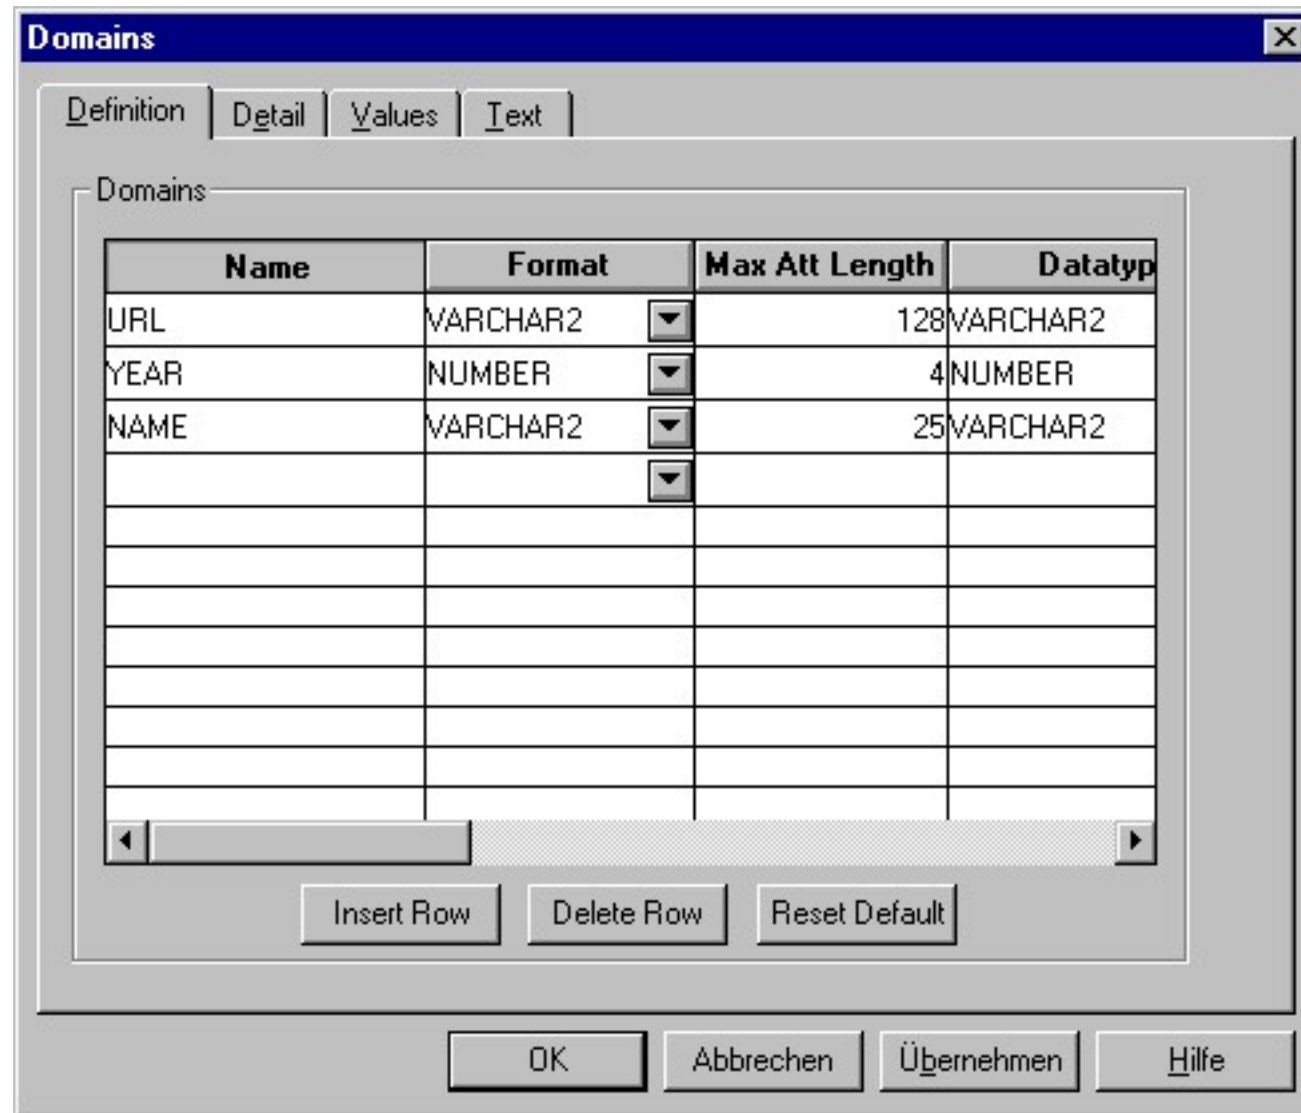 Domains
Definition Detail Values Text
Domains
Name Format Max Att Length Datatyp
URL VARCHAR2 128 VARCHAR2
YEAR NUMBER 4 NUMBER
NAME VARCHAR2 25 VARCHAR2
Insert Row Delete Row Reset Default
OK Abbrechen Übernehmen Hilfe